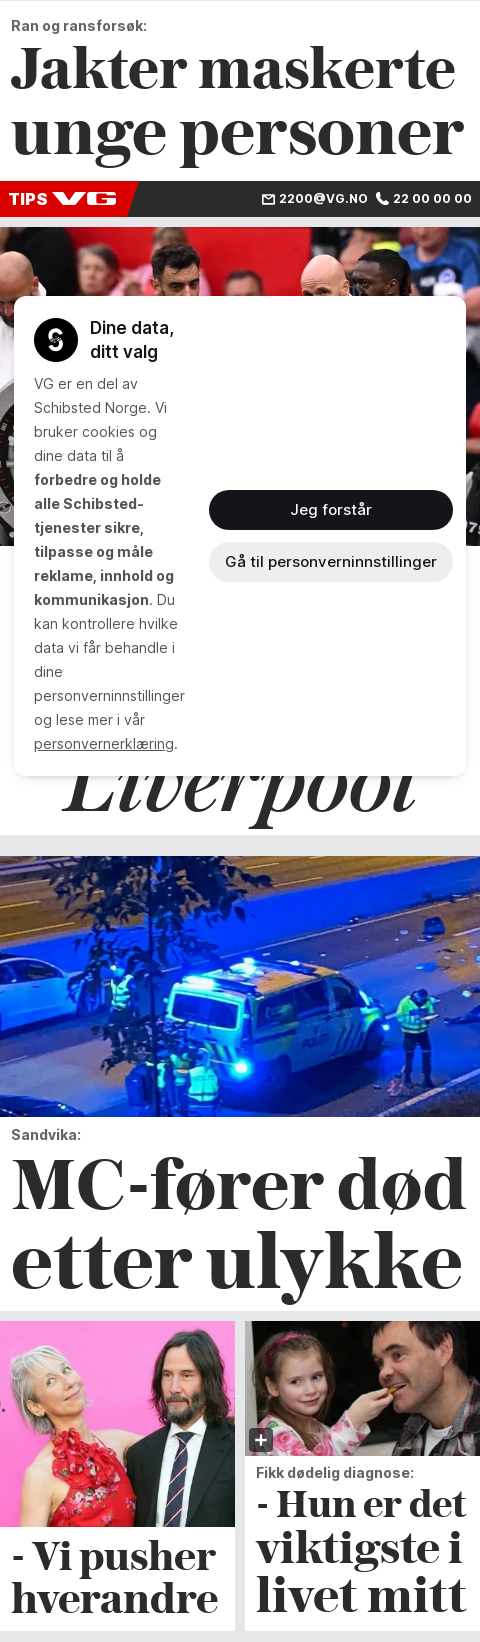 Ran og ransforsøk:
Jakter maskerte
unge personer
TIPS VG 2200@VG.NO 22 00 00 00
Dine data,
ditt valg
VG er en del av
Schibsted Norge. Vi
bruker cookies og
dine data til å
forbedre og holde
alle Schibsted-
tjenester sikre,
tilpasse og måle
reklame, innhold og
kommunikasjon. Du
kan kontrollere hvilke
data vi får behandle i
dine
personverninnstillinger
og lese mer i vår
personvernerklæring.
Jeg forstår
Gå til personverninnstillinger
Liverpool
Sandvika:
MC-fører død
etter ulykke
- Vi pusher
hverandre
Fikk dødelig diagnose:
- Hun er det
viktigste i
livet mitt